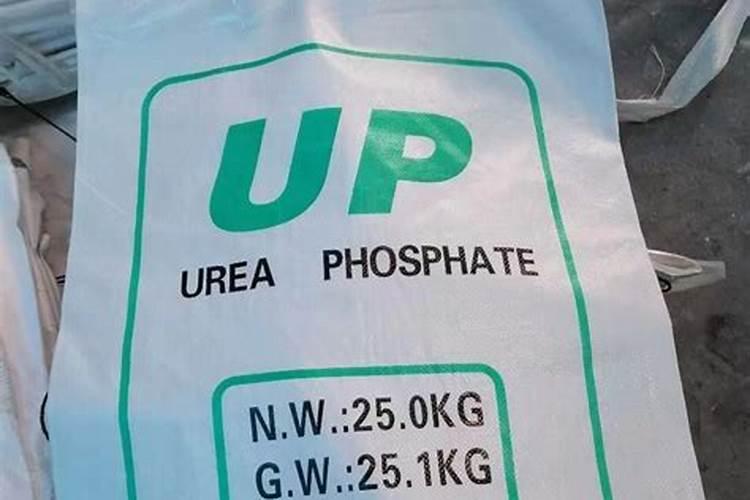 UP
UREA PHOSPHATE
N.W.:25.0KG
G.W.:25.1KG